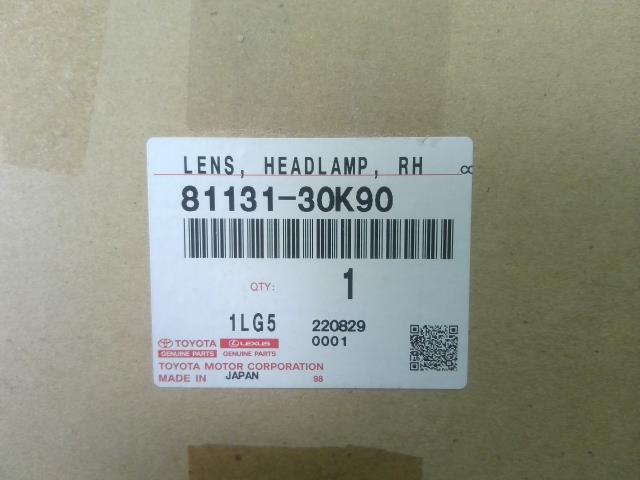 LENS, HEADLAMP, RH
81131-30K90
QTY: 1
1LG5 220829
0001
TOYOTA LEXUS
GENUINE PARTS GENUINE PARTS
TOYOTA MOTOR CORPORATION
MADE IN JAPAN 98